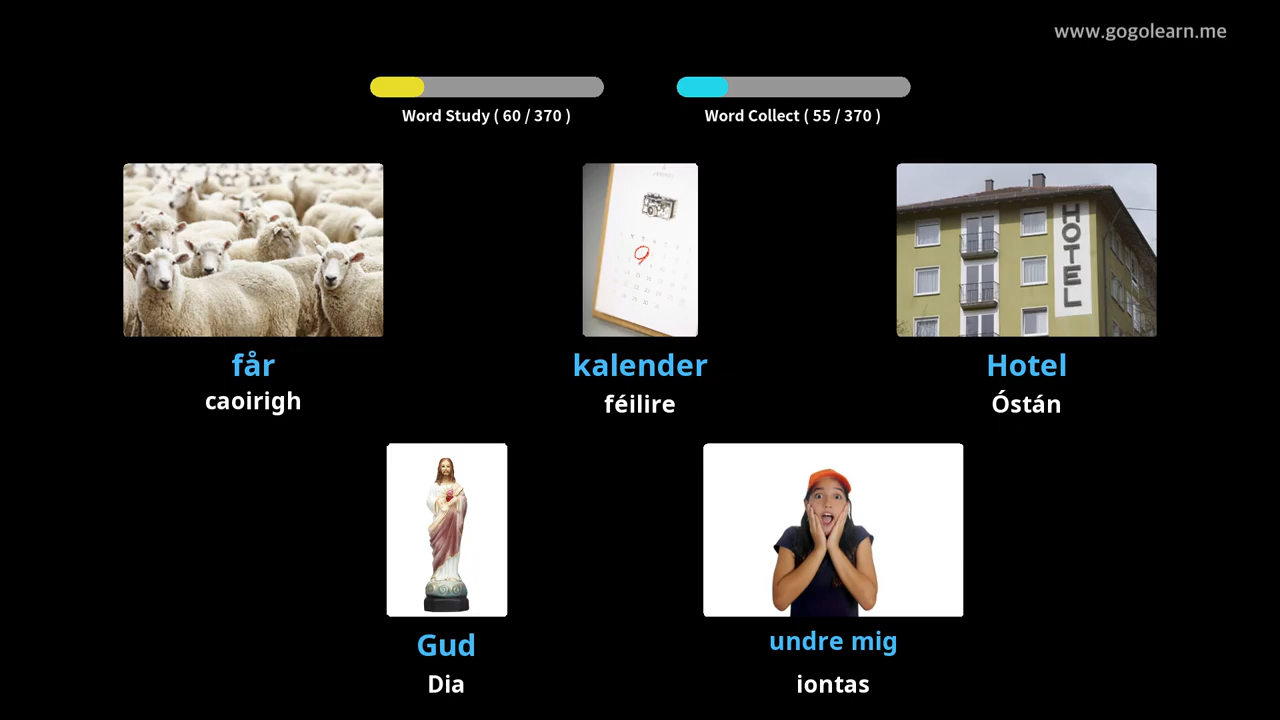 www.gogolearn.me
Word Study ( 60 / 370 )
Word Collect ( 55 / 370 )
HOTEL
får
kalender
Hotel
caoirigh
féilire
Óstán
Gud
undre mig
Dia
iontas